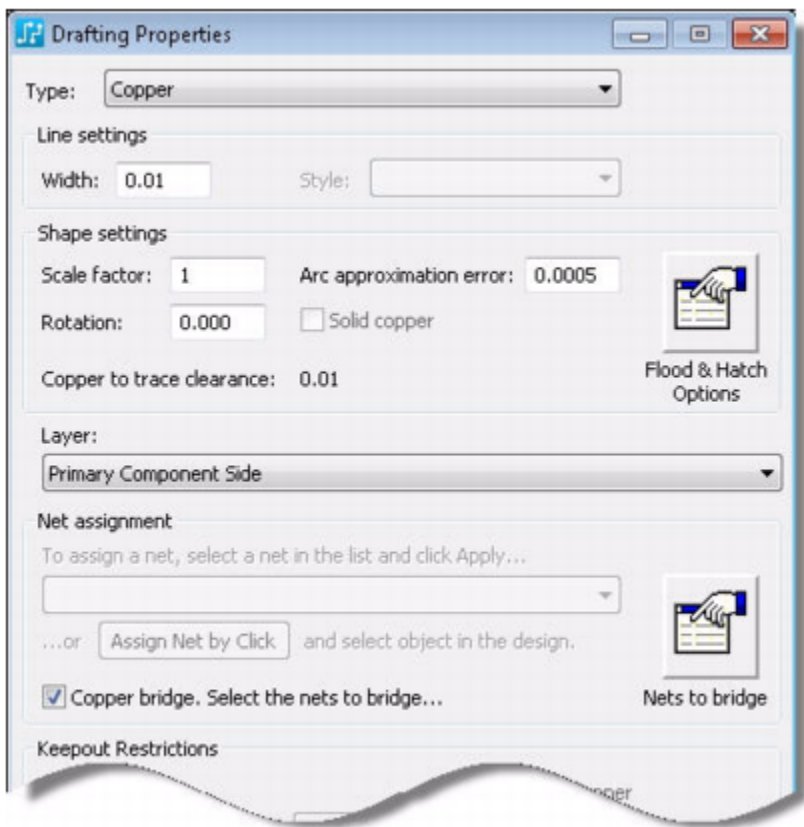 Drafting Properties
Type: Copper
Line settings
Width: 0.01 Style:
Shape settings
Scale factor: 1 Arc approximation error: 0.0005
Rotation: 0.000 Solid copper
Copper to trace clearance: 0.01
Flood & Hatch
Options
Layer:
Primary Component Side
Net assignment
To assign a net, select a net in the list and click Apply...
...or Assign Net by Click and select object in the design.
Copper bridge. Select the nets to bridge...
Nets to bridge
Keepout Restrictions